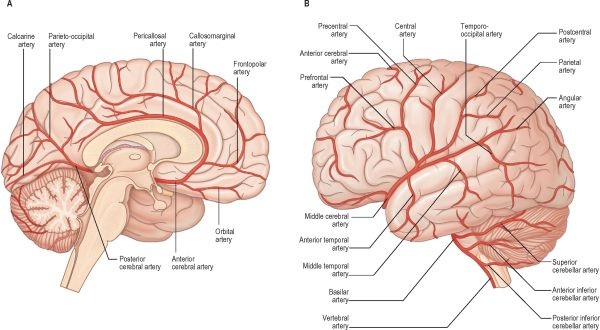 A
Calcarine
artery
Parieto-occipital
artery
Pericallosal
artery
Callosomarginal
artery
Frontopolar
artery
Orbital
artery
Anterior
cerebral artery
Posterior
cerebral artery
B
Precentral
artery
Central
artery
Temporo-
occipital artery
Postcentral
artery
Anterior cerebral
artery
Parietal
artery
Prefrontal
artery
Angular
artery
Middle cerebral
artery
Anterior temporal
artery
Middle temporal
artery
Basilar
artery
Vertebral
artery
Superior
cerebellar artery
Anterior inferior
cerebellar artery
Posterior inferior
cerebellar artery